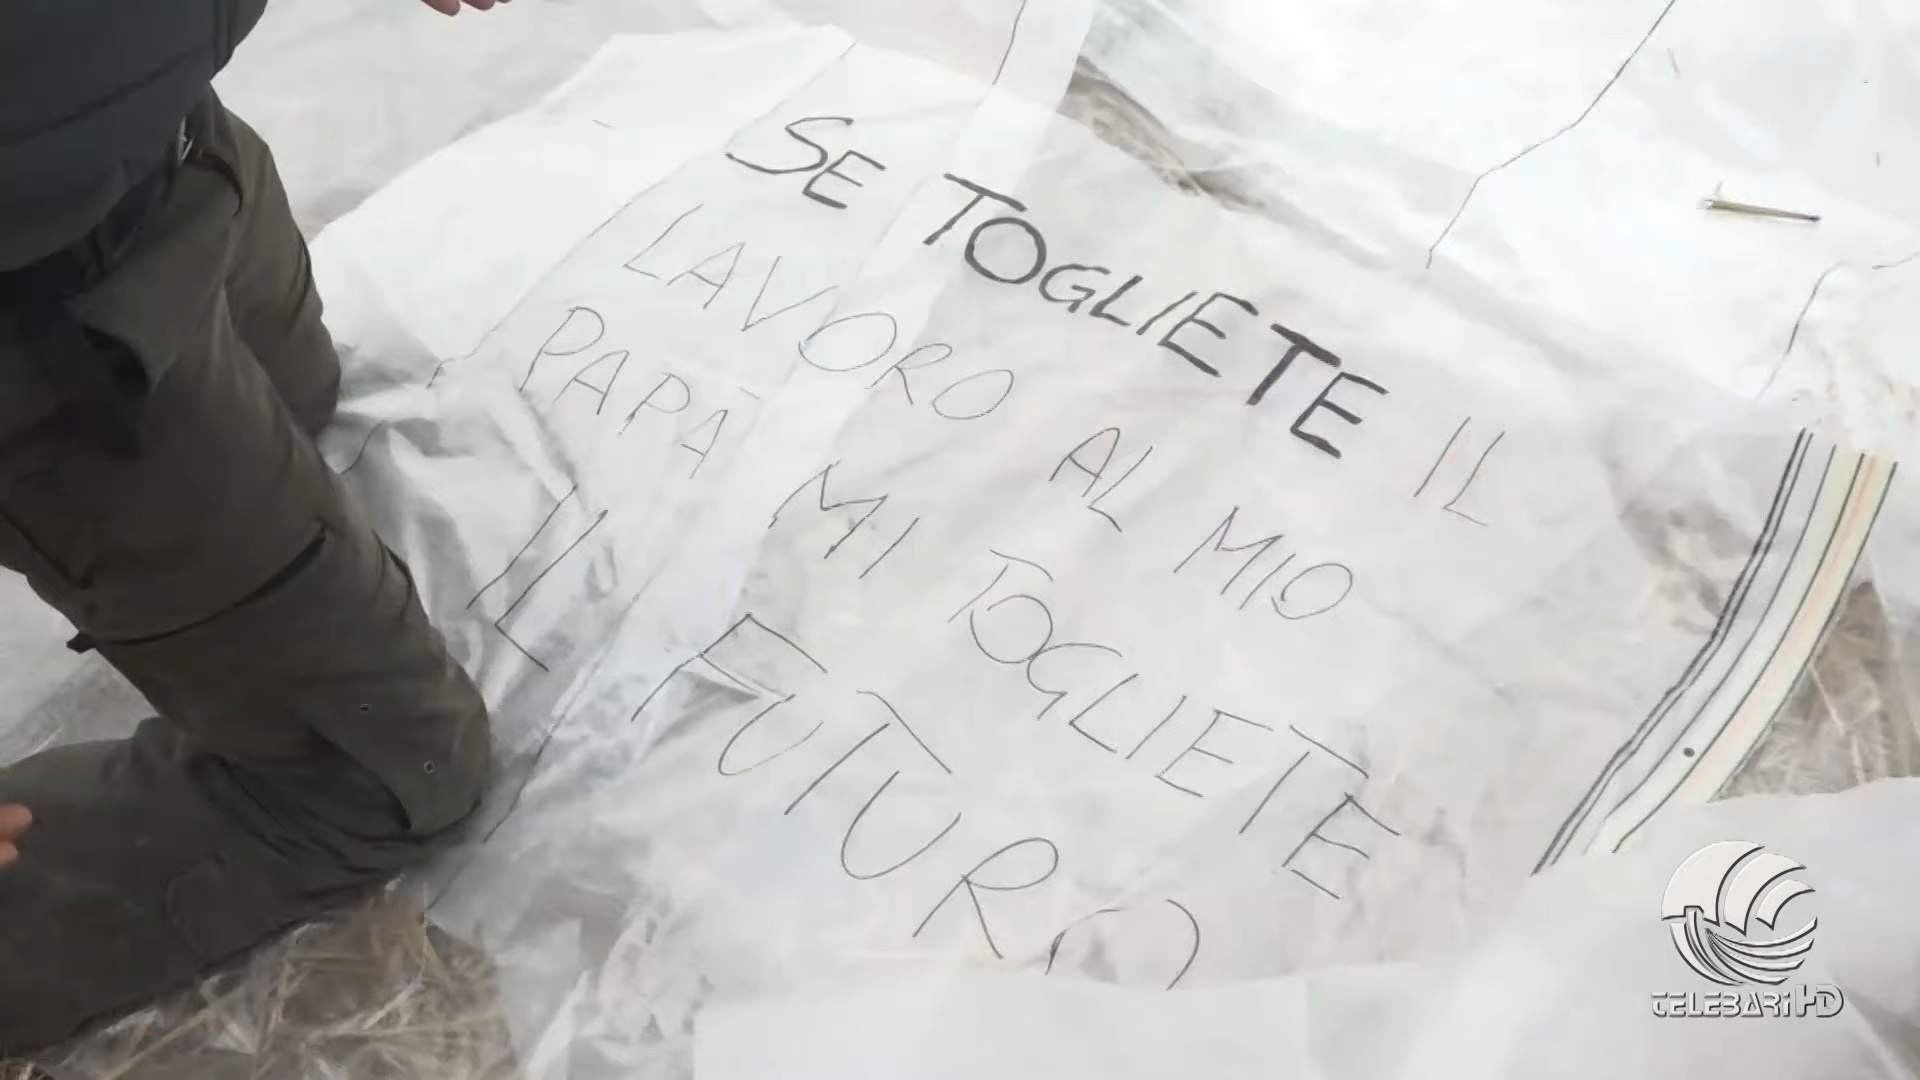 SE TOGLIETE IL
LAVORO AL MIO
PAPÀ MI TOGLIETE
IL FUTURO
TELEBARI HD